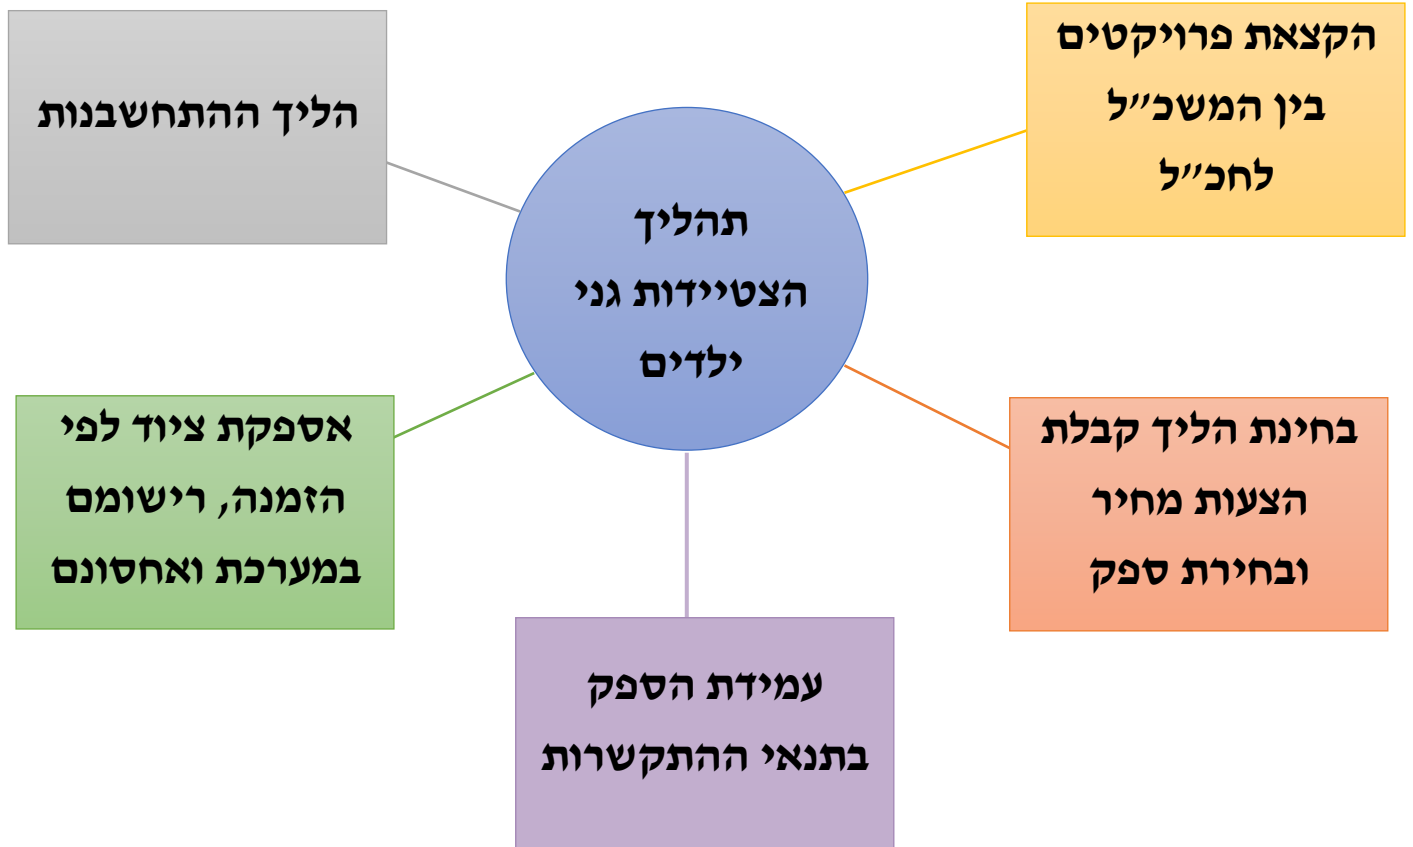 הקצאת פרויקטים
בין המשכ״ל
לחכ״ל
הליך ההתחשבנות
תהליך
הצטיידות גני
ילדים
בחינת הליך קבלת
הצעות מחיר
ובחירת ספק
אספקת ציוד לפי
הזמנה, רישומם
במערכת ואחסונם
עמידת הספק
בתנאי ההתקשרות